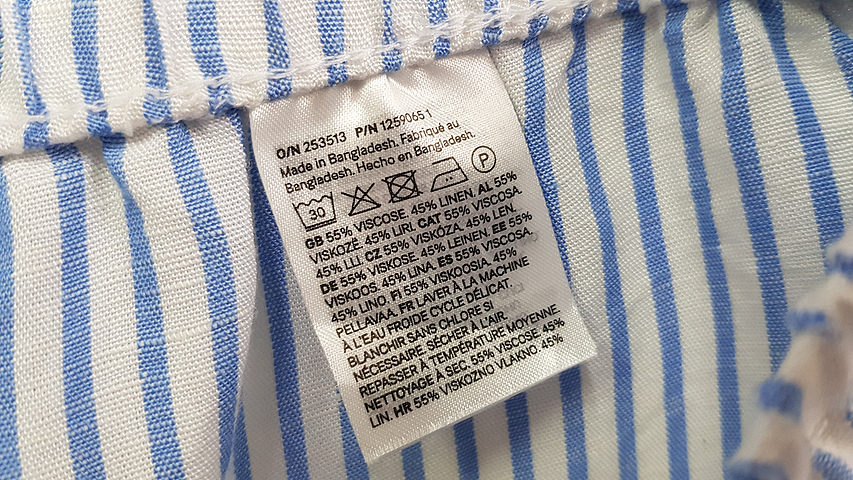 O/N 253513 P/N 1259065 1
Made in Bangladesh. Fabriqué au
Bangladesh. Hecho en Bangladesh.
30 P
GB 55% VISCOSE. 45% LINEN. AL 55%
VISKOZË. 45% LIRI. CAT 55% VISCOSA.
45% LLI. CZ 55% VISKÓZA. 45% LEN.
DE 55% VISKOSE. 45% LEINEN. EE 55%
VISKOOS. 45% LINA. ES 55% VISCOSA.
45% LINO. FI 55% VISKOOSIA. 45%
PELLAVAA. FR LAVER À LA MACHINE
À L'EAU FROIDE CYCLE DÉLICAT.
BLANCHIR SANS CHLORE SI
NÉCESSAIRE. SÉCHER À L'AIR.
REPASSER À TEMPÉRATURE MOYENNE.
NETTOYAGE À SEC. 55% VISCOSE. 45%
LIN. HR 55% VISKOZNO VLAKNO. 45%